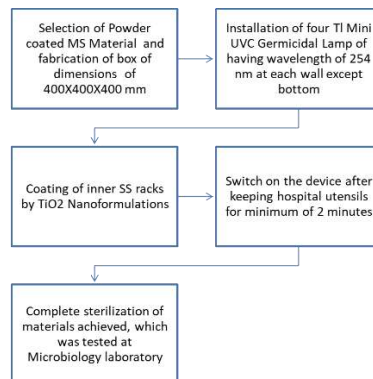 Selection of Powder
coated MS Material and
fabrication of box of
dimensions of
400X400X400 mm
Installation of four Tl Mini
UVC Germicidal Lamp of
having wavelength of 254
nm at each wall except
bottom
Coating of inner SS racks
by TiO2 Nanoformulations
Switch on the device after
keeping hospital utensils
for minimum of 2 minutes
Complete sterilization of
materials achieved, which
was tested at
Microbiology laboratory